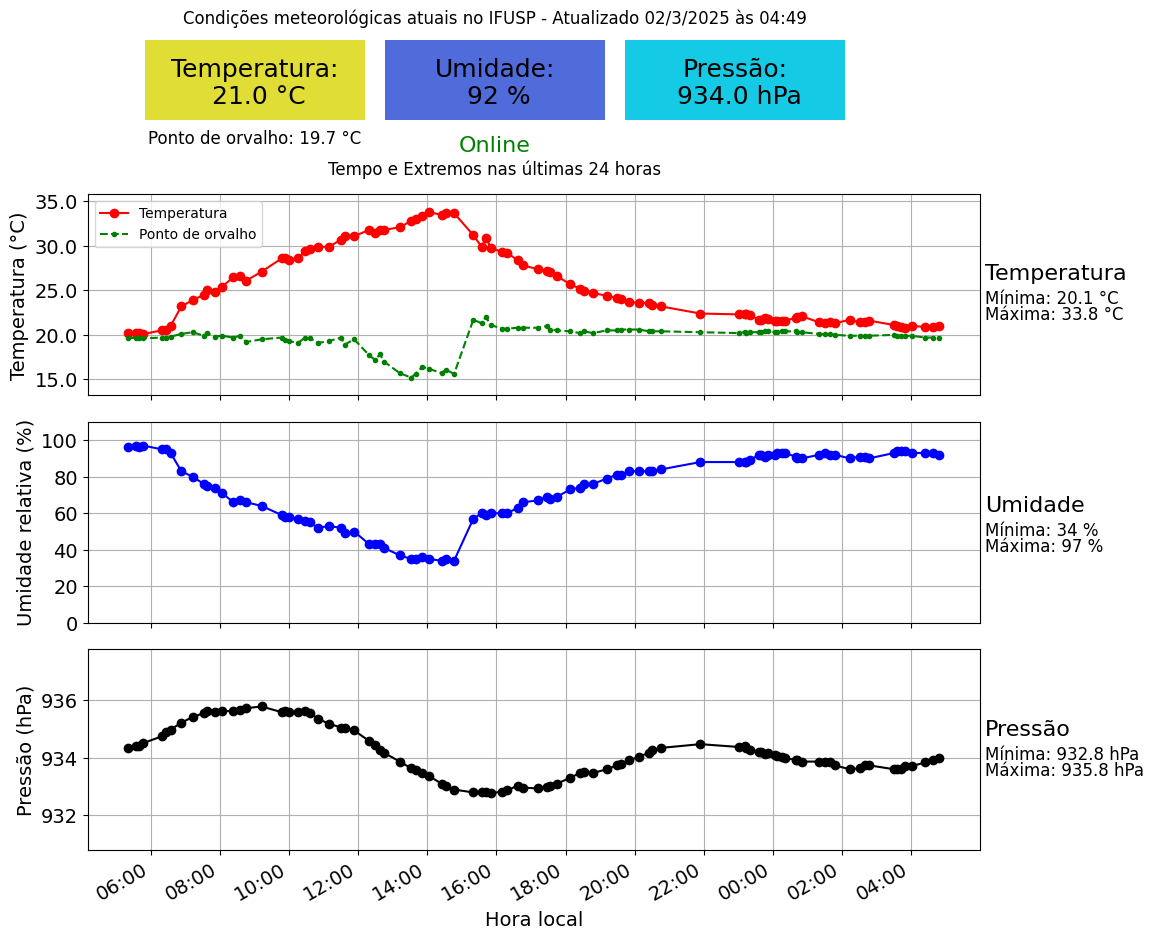 Condições meteorológicas atuais no IFUSP - Atualizado 02/3/2025 às 04:49
Temperatura:
21.0 °C
Umidade:
92 %
Pressão:
934.0 hPa
Ponto de orvalho: 19.7 °C
Online
Tempo e Extremos nas últimas 24 horas
Temperatura (°C)
35.0
30.0
25.0
20.0
15.0
Temperatura
Ponto de orvalho
Temperatura
Mínima: 20.1 °C
Máxima: 33.8 °C
Umidade relativa (%)
100
80
60
40
20
0
Umidade
Mínima: 34 %
Máxima: 97 %
Pressão (hPa)
936
934
932
Pressão
Mínima: 932.8 hPa
Máxima: 935.8 hPa
06:00 08:00 10:00 12:00 14:00 16:00 18:00 20:00 22:00 00:00 02:00 04:00
Hora local